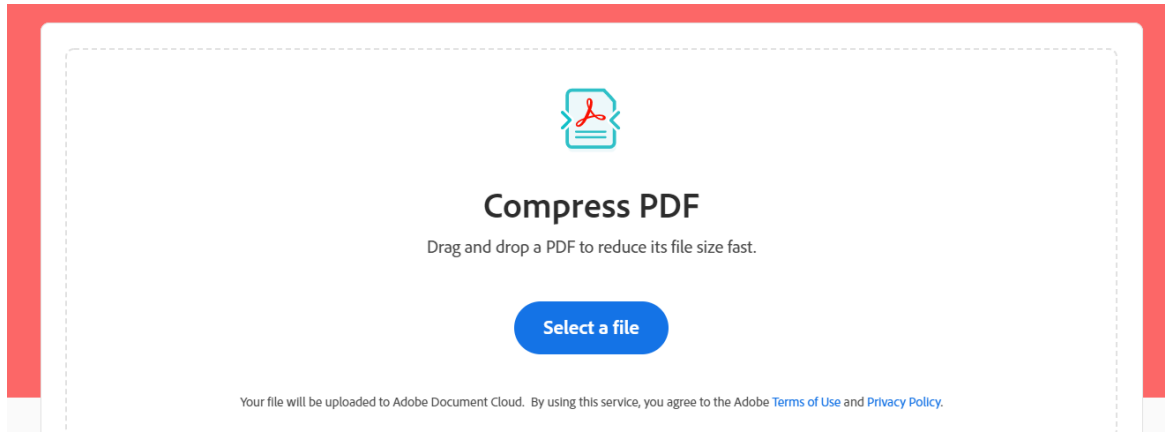 Compress PDF
Drag and drop a PDF to reduce its file size fast.
Select a file
Your file will be uploaded to Adobe Document Cloud.  By using this service, you agree to the Adobe Terms of Use and Privacy Policy.